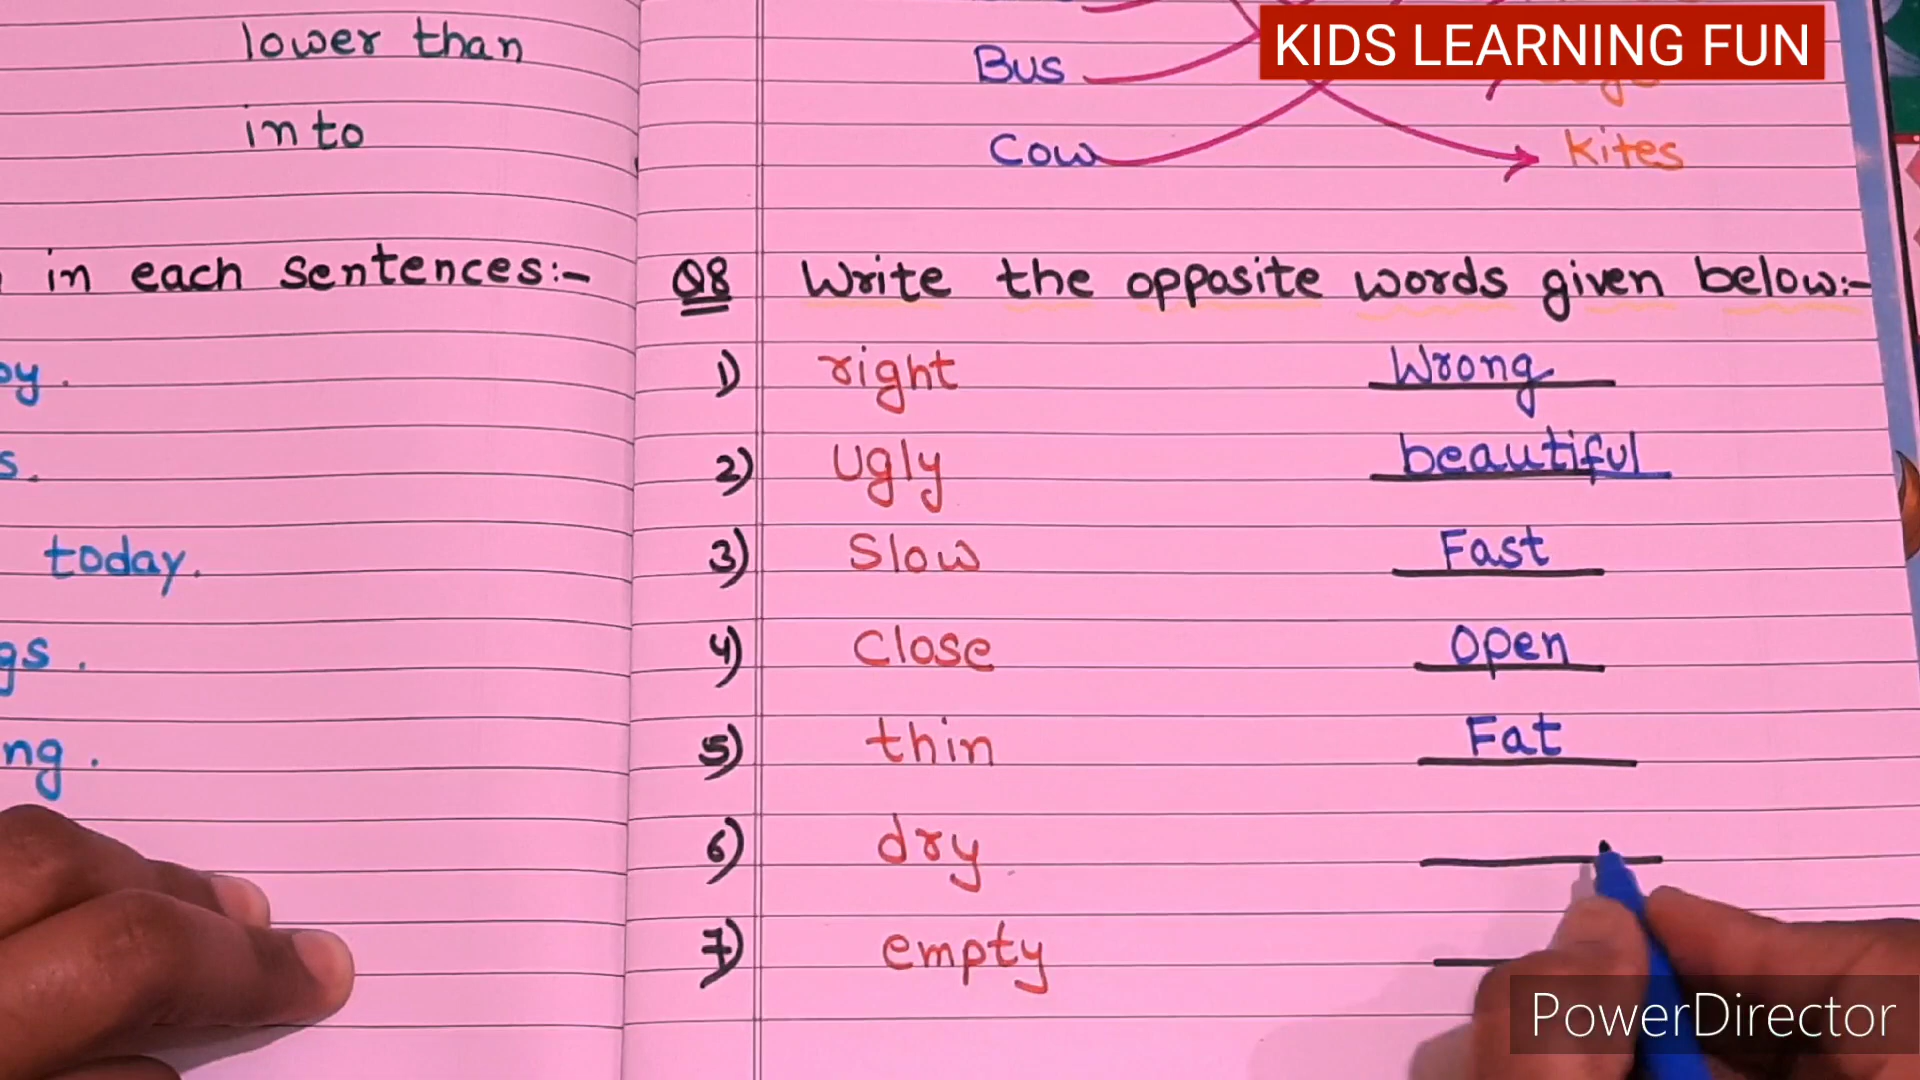 lower than
in to
in each sentences:-
today.
KIDS LEARNING FUN
Bus
Cow
Kites
Q8 Write the opposite words given below:-
1) right Wrong
2) Ugly beautiful
3) Slow Fast
4) Close Open
5) thin Fat
6) dry
7) empty
PowerDirector